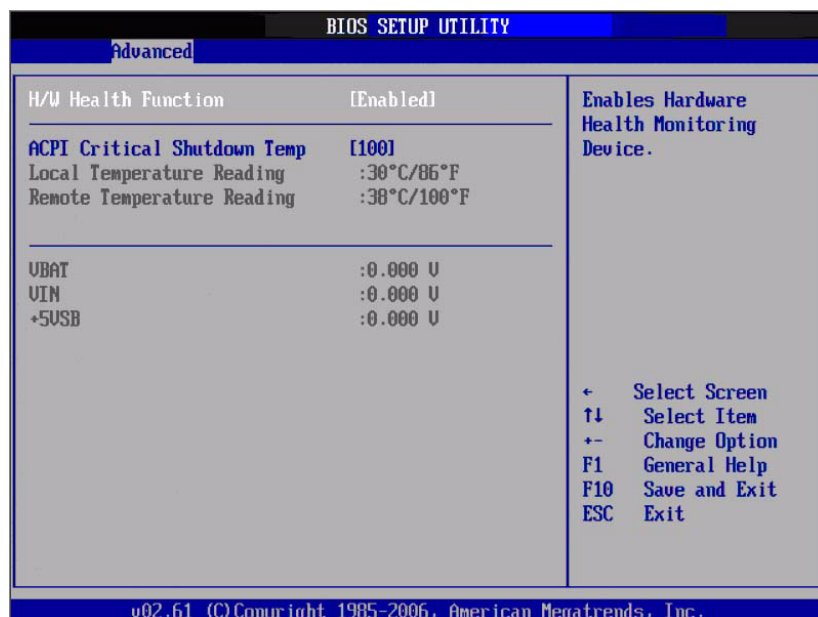 BIOS SETUP UTILITY
Advanced
H/W Health Function [Enabled]
ACPI Critical Shutdown Temp [100]
Local Temperature Reading :30°C/86°F
Remote Temperature Reading :38°C/100°F
VBAT :0.000 V
VIN :0.000 V
+5VSB :0.000 V
Enables Hardware
Health Monitoring
Device.
← Select Screen
↑↓ Select Item
+- Change Option
F1 General Help
F10 Save and Exit
ESC Exit
v02.61 (C)Copyright 1985-2006, American Megatrends, Inc.